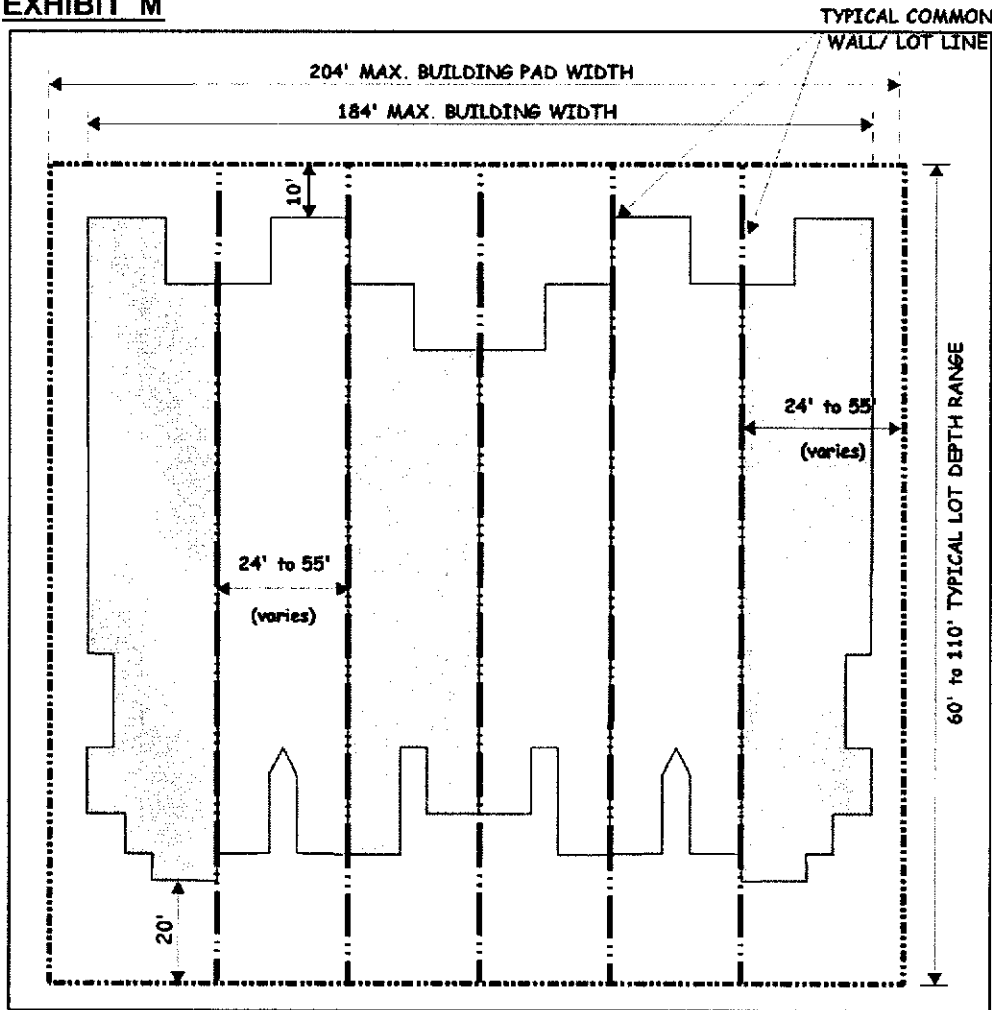 EXHIBIT M
TYPICAL COMMON
WALL/ LOT LINE
204' MAX. BUILDING PAD WIDTH
184' MAX. BUILDING WIDTH
10'
24' to 55'
(varies)
60' to 110' TYPICAL LOT DEPTH RANGE
24' to 55'
(varies)
20'